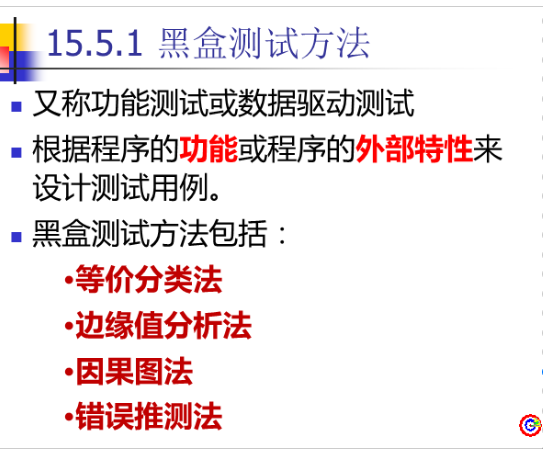 15.5.1 黑盒测试方法
又称功能测试或数据驱动测试
根据程序的功能或程序的外部特性来
设计测试用例。
黑盒测试方法包括：
•等价分类法
•边缘值分析法
•因果图法
•错误推测法